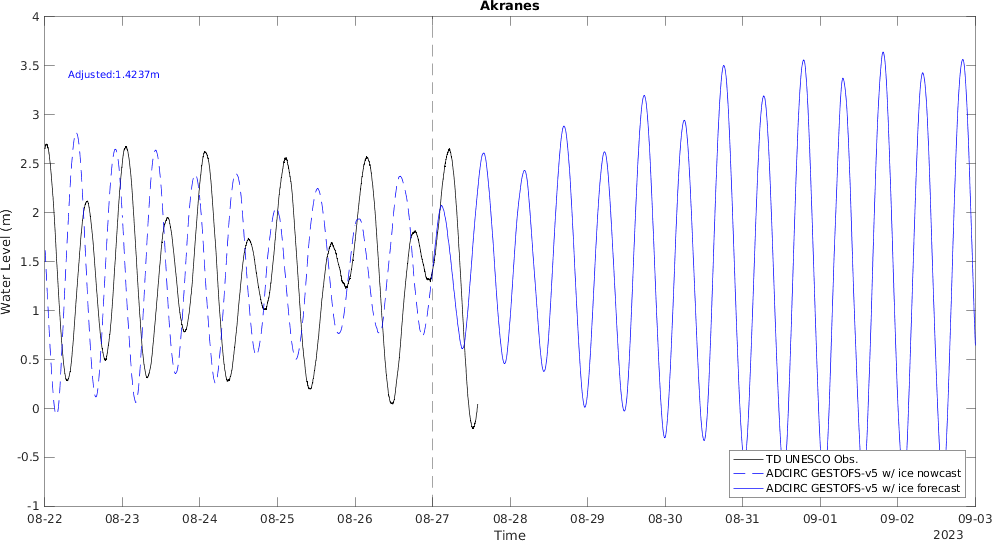 Akranes
4
3.5
3
2.5
2
1.5
1
0.5
0
-0.5
-1
Water Level (m)
Adjusted:1.4237m
TD UNESCO Obs.
ADCIRC GESTOFS-v5 w/ ice nowcast
ADCIRC GESTOFS-v5 w/ ice forecast
08-22 08-23 08-24 08-25 08-26 08-27 08-28 08-29 08-30 08-31 09-01 09-02 09-03
Time
2023